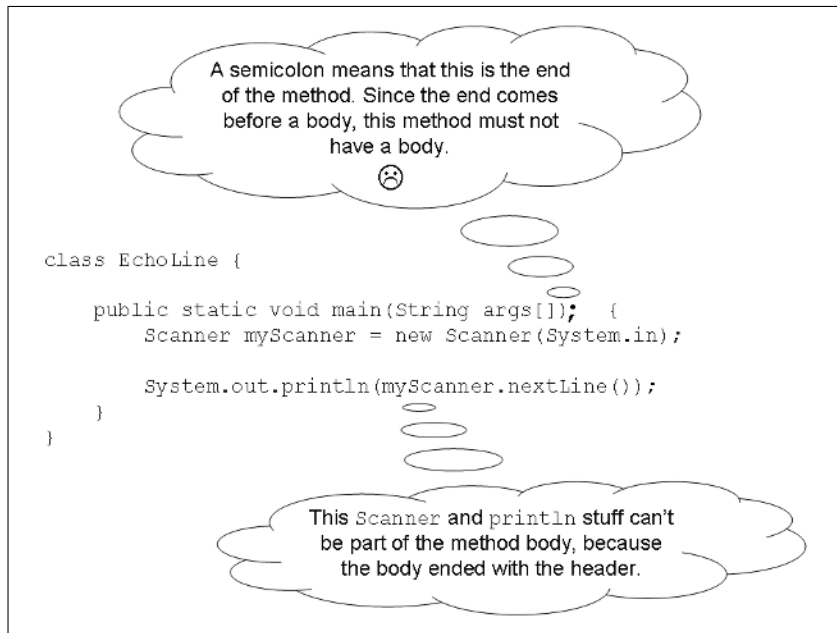 A semicolon means that this is the end
of the method. Since the end comes
before a body, this method must not
have a body.
class EchoLine {
public static void main(String args[]);  {
Scanner myScanner = new Scanner(System.in);
System.out.println(myScanner.nextLine());
}
}
This Scanner and println stuff can't
be part of the method body, because
the body ended with the header.